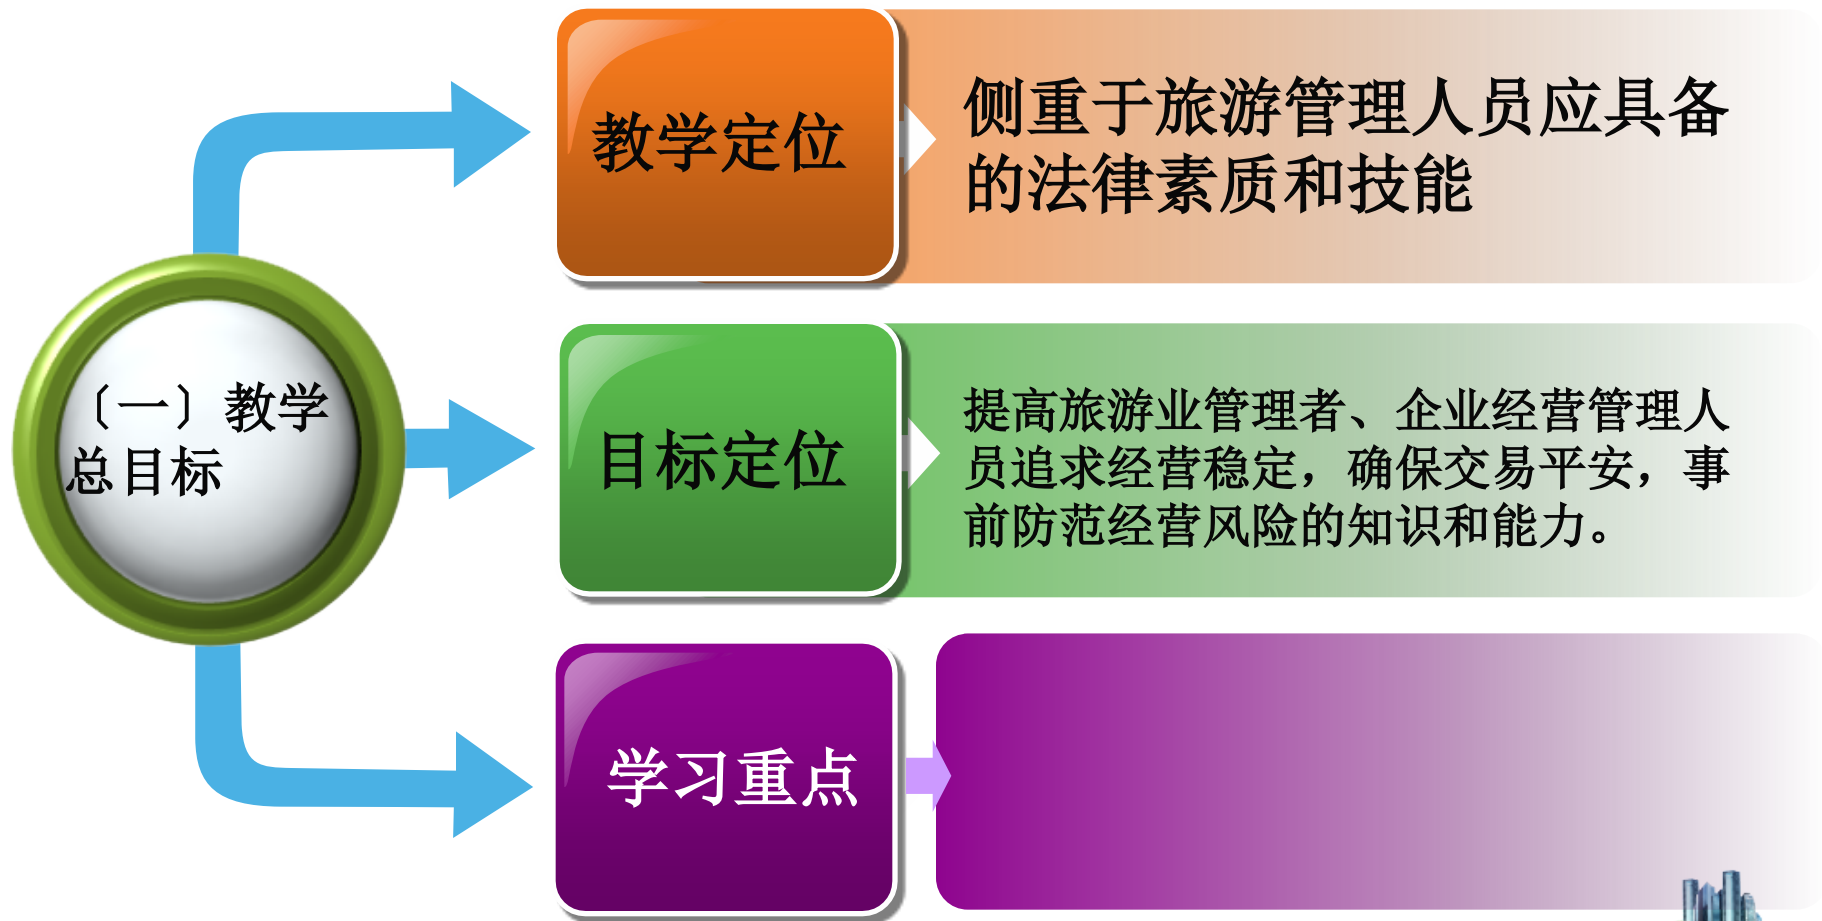 教学定位
侧重于旅游管理人员应具备
的法律素质和技能
〔一〕教学
总目标
目标定位
提高旅游业管理者、企业经营管理人
员追求经营稳定，确保交易平安，事
前防范经营风险的知识和能力。
学习重点